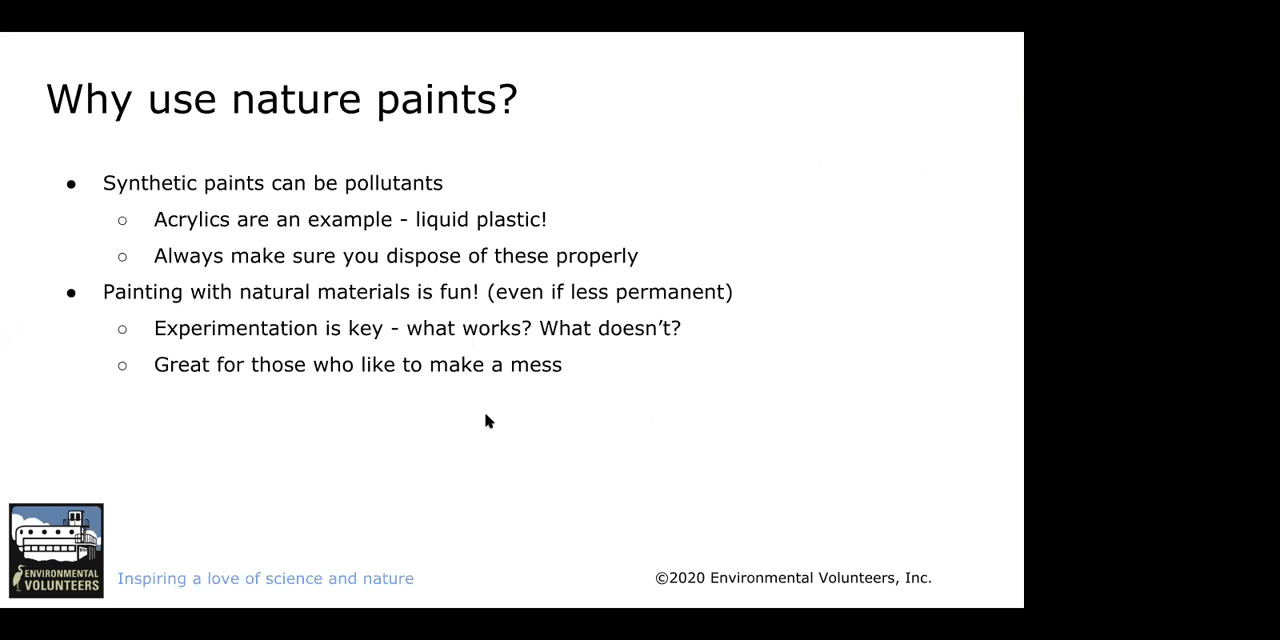 Why use nature paints?
● Synthetic paints can be pollutants
○ Acrylics are an example - liquid plastic!
○ Always make sure you dispose of these properly
● Painting with natural materials is fun! (even if less permanent)
○ Experimentation is key - what works? What doesn’t?
○ Great for those who like to make a mess
ENVIRONMENTAL
VOLUNTEERS
Inspiring a love of science and nature
©2020 Environmental Volunteers, Inc.